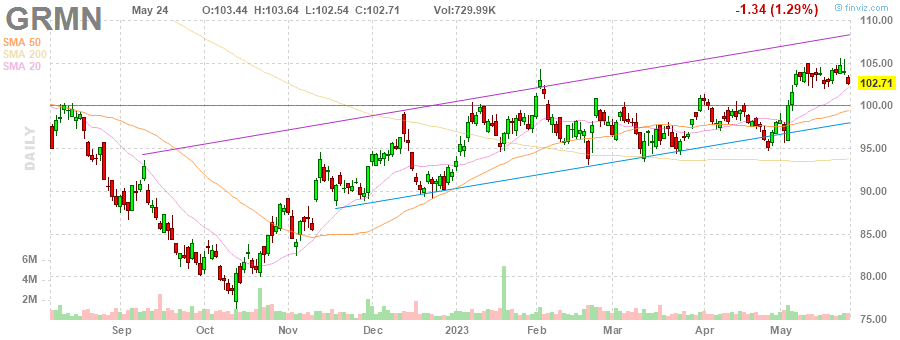 GRMN May 24 O:103.44 H:103.64 L:102.54 C:102.71 Vol:729.99K -1.34 (1.29%) © finviz.com
110.00
SMA 50
SMA 200
SMA 20
105.00
102.71
100.00
DAILY
95.00
90.00
85.00
6M
80.00
4M
2M
75.00
Sep Oct Nov Dec 2023 Feb Mar Apr May